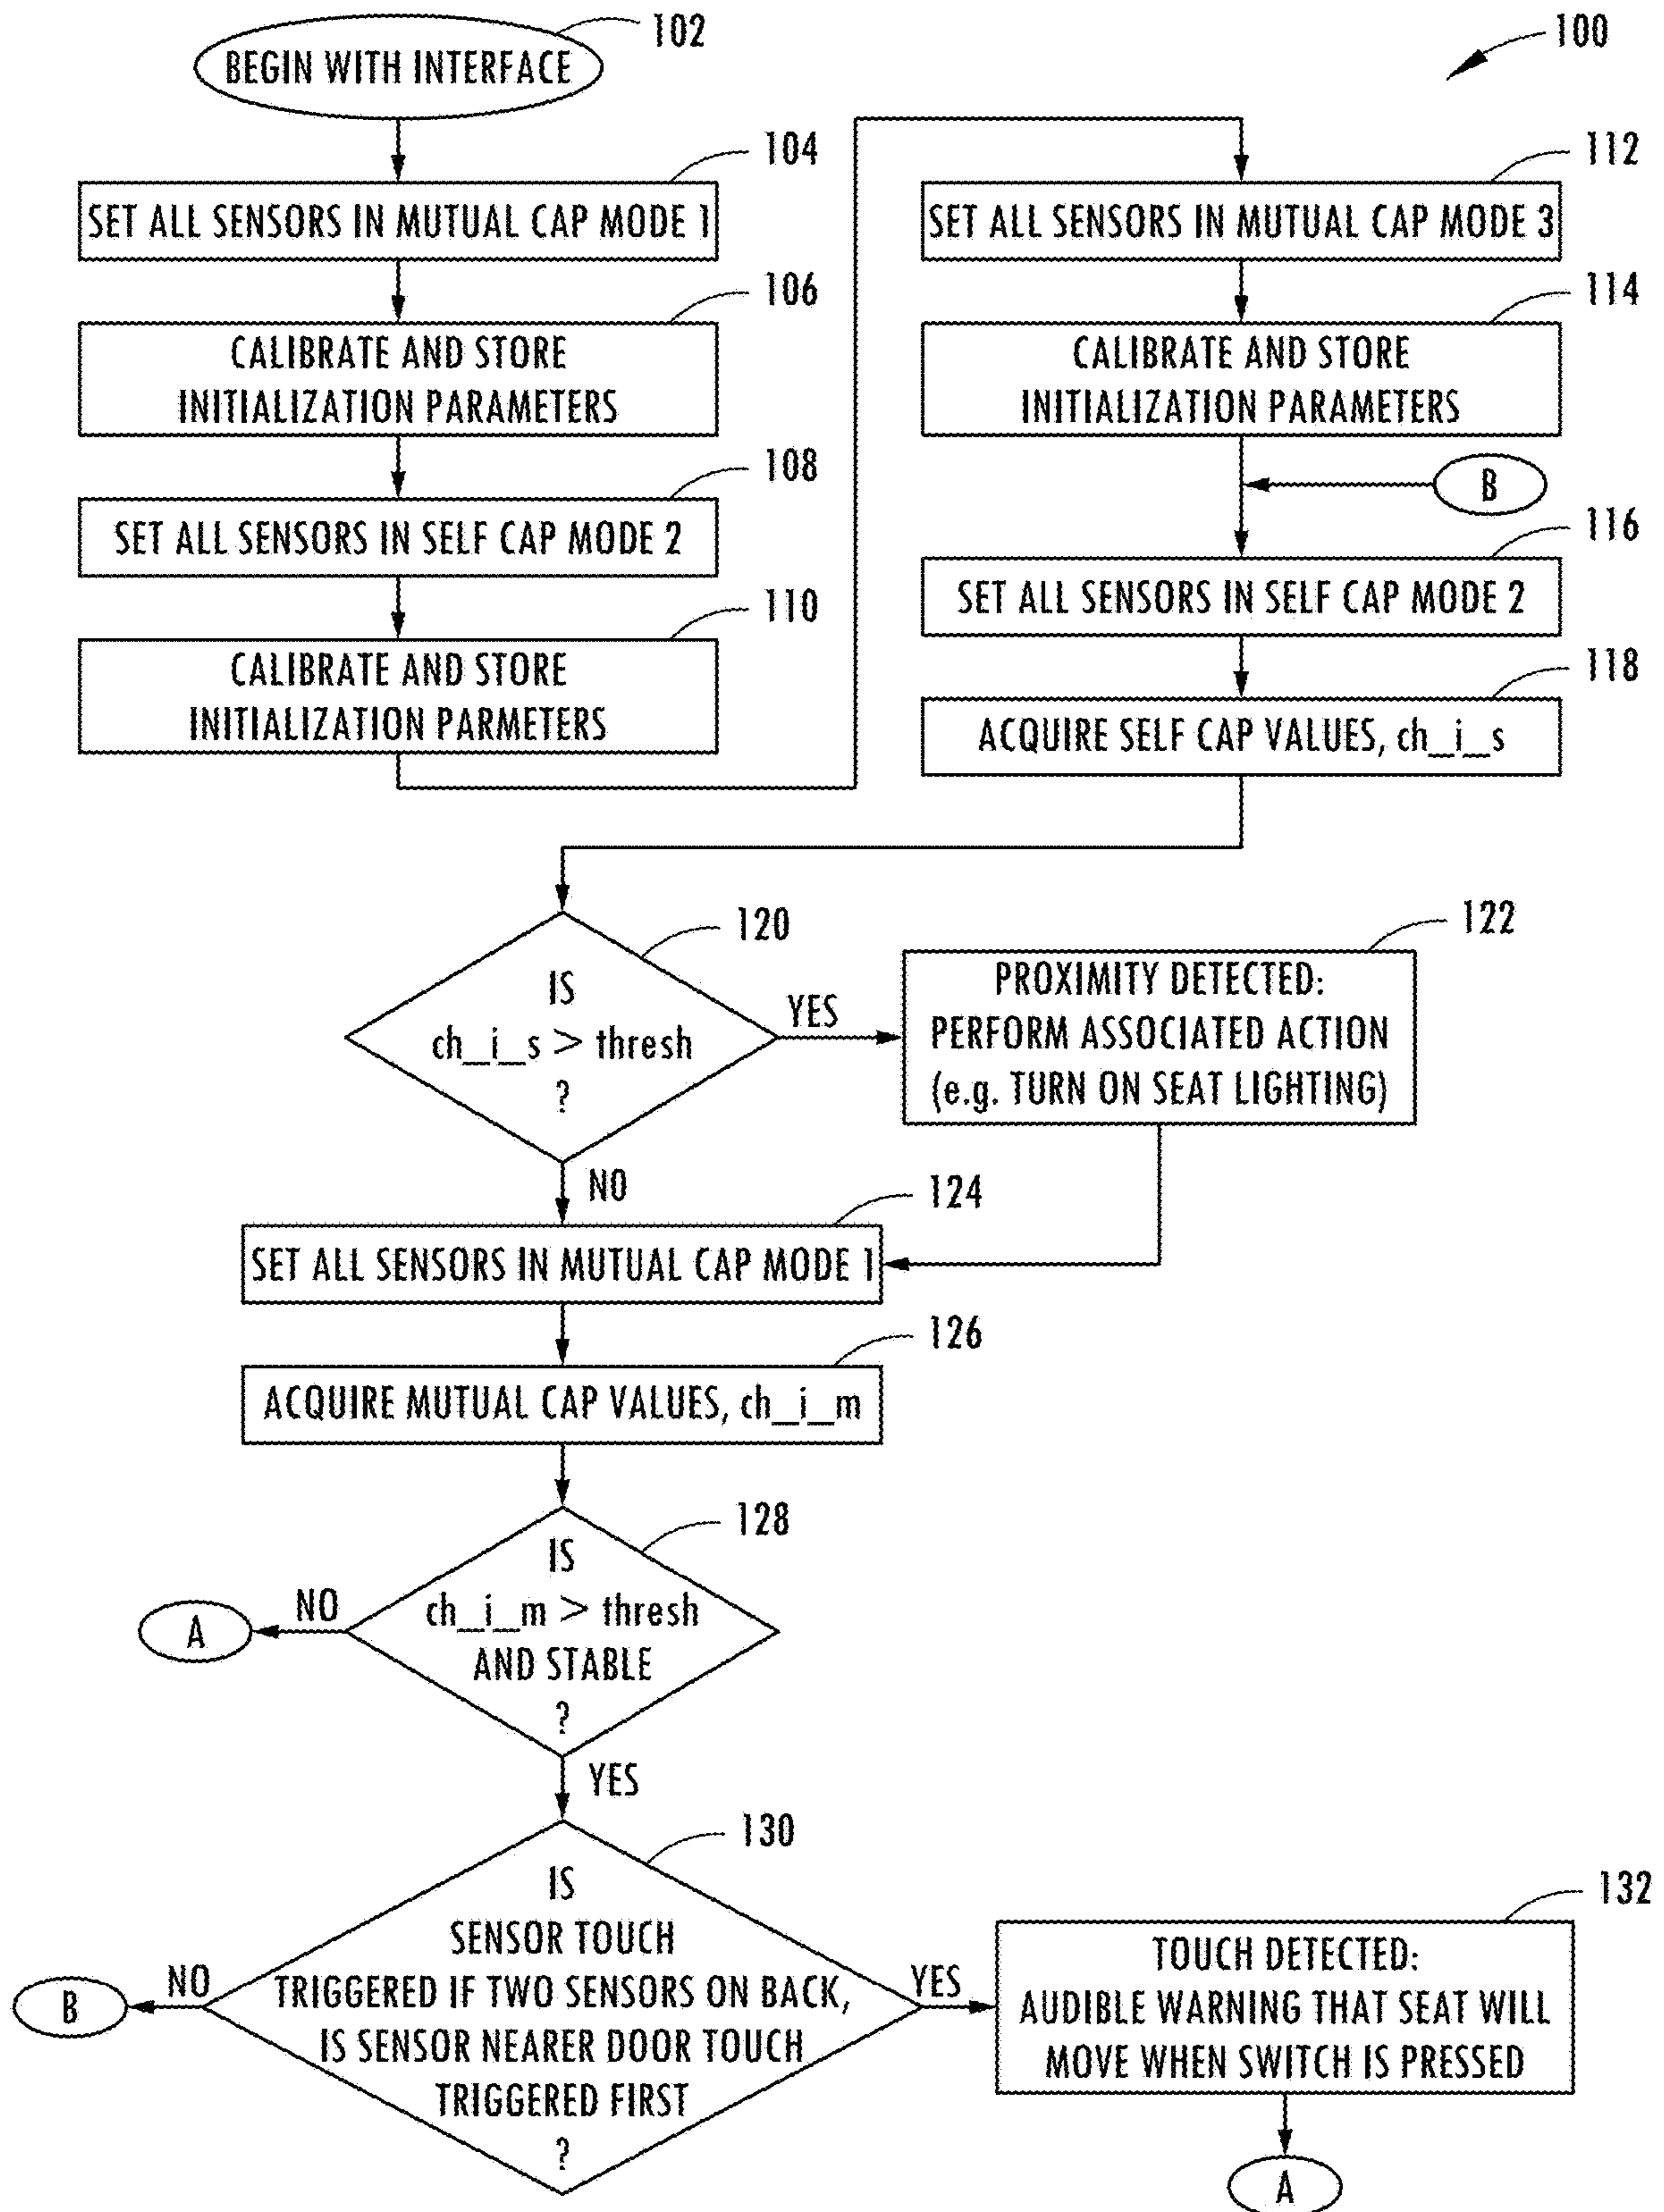 102
BEGIN WITH INTERFACE
100
104
SET ALL SENSORS IN MUTUAL CAP MODE 1
106
CALIBRATE AND STORE
INITIALIZATION PARAMETERS
108
SET ALL SENSORS IN SELF CAP MODE 2
110
CALIBRATE AND STORE
INITIALIZATION PARMETERS
112
SET ALL SENSORS IN MUTUAL CAP MODE 3
114
CALIBRATE AND STORE
INITIALIZATION PARAMETERS
B
116
SET ALL SENSORS IN SELF CAP MODE 2
118
ACQUIRE SELF CAP VALUES, ch_i_s
120
IS
ch_i_s > thresh
?
YES
122
PROXIMITY DETECTED:
PERFORM ASSOCIATED ACTION
(e.g. TURN ON SEAT LIGHTING)
NO
124
SET ALL SENSORS IN MUTUAL CAP MODE 1
126
ACQUIRE MUTUAL CAP VALUES, ch_i_m
128
IS
ch_i_m > thresh
AND STABLE
?
NO
A
YES
130
IS
SENSOR TOUCH
TRIGGERED IF TWO SENSORS ON BACK,
IS SENSOR NEARER DOOR TOUCH
TRIGGERED FIRST
?
NO
B
YES
132
TOUCH DETECTED:
AUDIBLE WARNING THAT SEAT WILL
MOVE WHEN SWITCH IS PRESSED
A